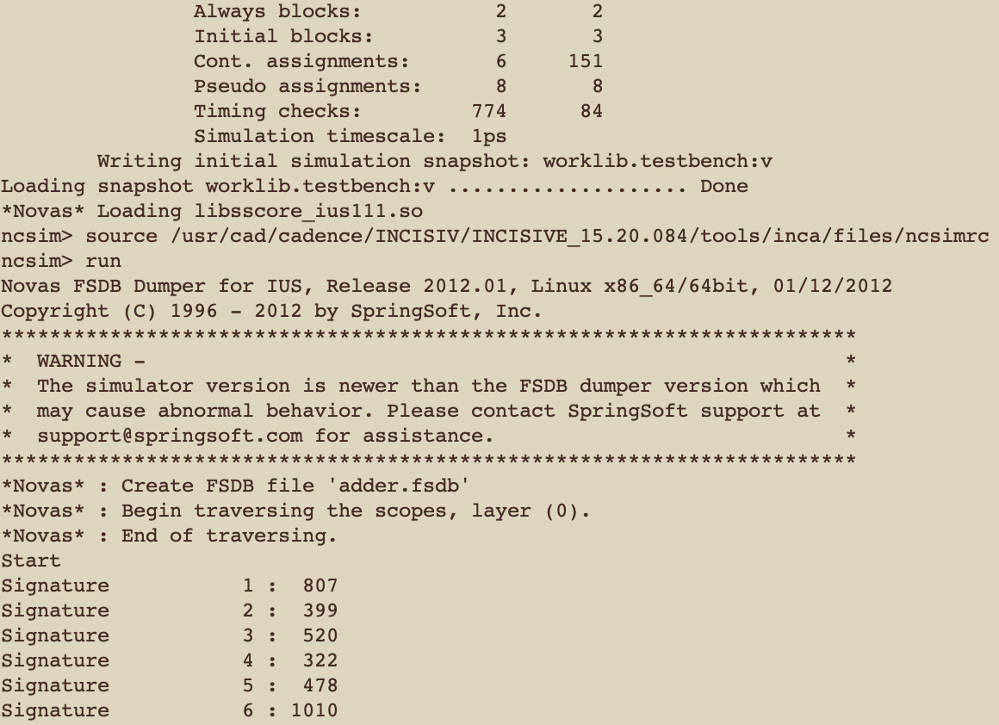 Always blocks:           2       2
Initial blocks:          3       3
Cont. assignments:       6     151
Pseudo assignments:      8       8
Timing checks:         774      84
Simulation timescale:  1ps
Writing initial simulation snapshot: worklib.testbench:v
Loading snapshot worklib.testbench:v .................... Done
*Novas* Loading libsscore_ius111.so
ncsim> source /usr/cad/cadence/INCISIV/INCISIVE_15.20.084/tools/inca/files/ncsimrc
ncsim> run
Novas FSDB Dumper for IUS, Release 2012.01, Linux x86_64/64bit, 01/12/2012
Copyright (C) 1996 - 2012 by SpringSoft, Inc.
***********************************************************************
*  WARNING -                                                          *
*  The simulator version is newer than the FSDB dumper version which  *
*  may cause abnormal behavior. Please contact SpringSoft support at  *
*  support@springsoft.com for assistance.                             *
***********************************************************************
*Novas* : Create FSDB file 'adder.fsdb'
*Novas* : Begin traversing the scopes, layer (0).
*Novas* : End of traversing.
Start
Signature           1 :  807
Signature           2 :  399
Signature           3 :  520
Signature           4 :  322
Signature           5 :  478
Signature           6 : 1010